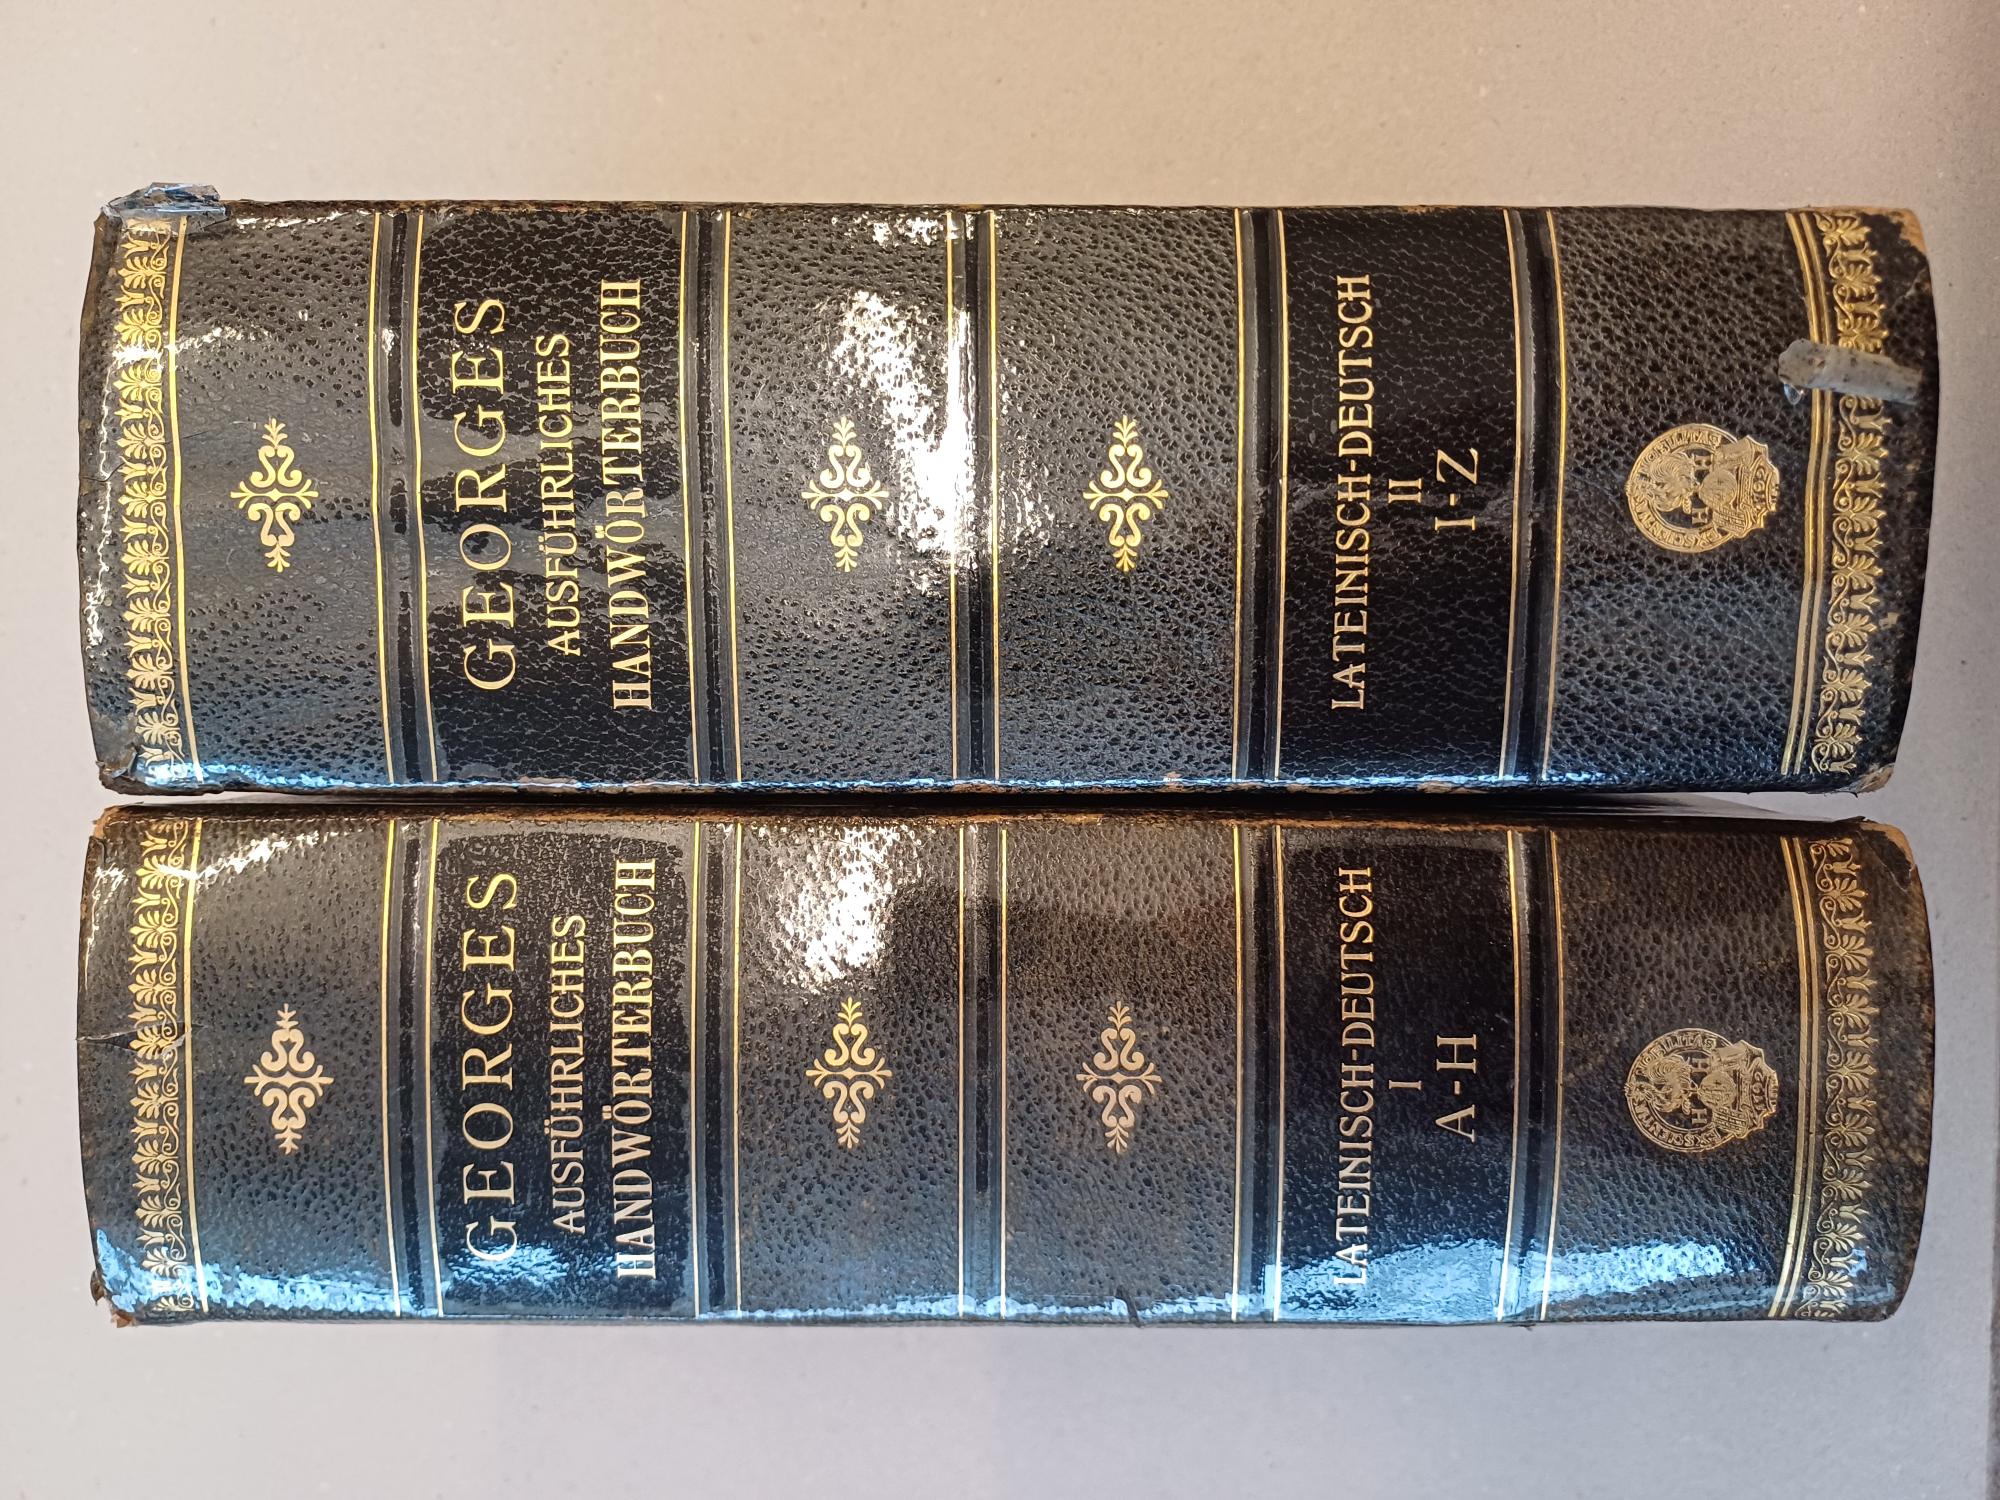 GEORGES
AUSFÜHRLICHES
HANDWÖRTERBUCH
LATEINISCH-DEUTSCH
I
A-H
GEORGES
AUSFÜHRLICHES
HANDWÖRTERBUCH
LATEINISCH-DEUTSCH
II
I-Z